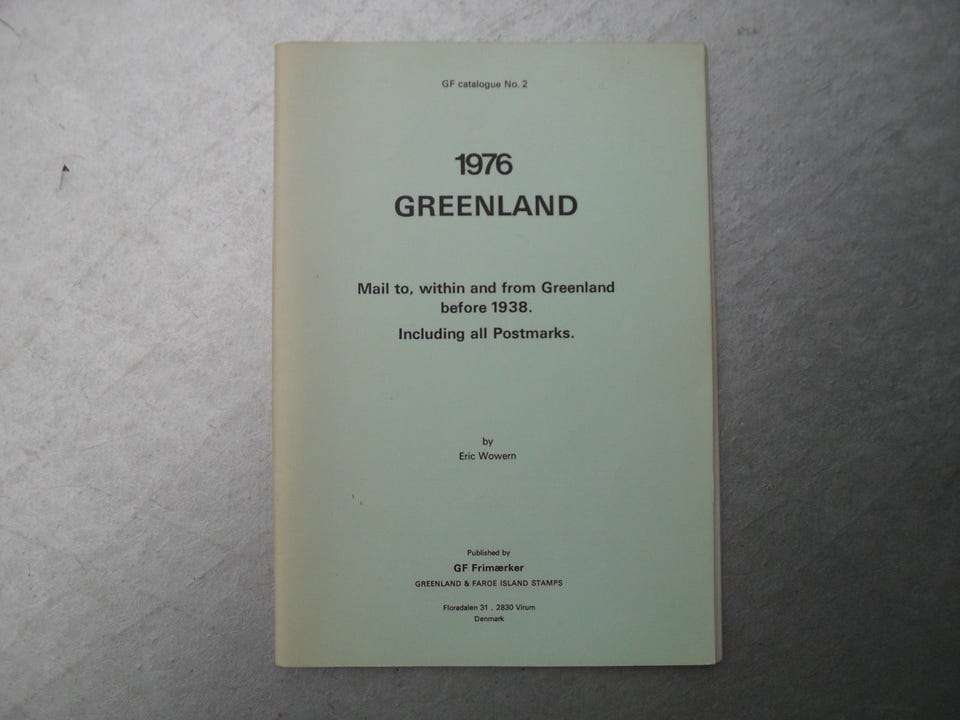 GF catalogue No. 2
1976
GREENLAND
Mail to, within and from Greenland
before 1938.
Including all Postmarks.
by
Eric Wowern
Published by
GF Frimærker
GREENLAND & FAROE ISLAND STAMPS
Floradalen 31 . 2830 Virum
Denmark